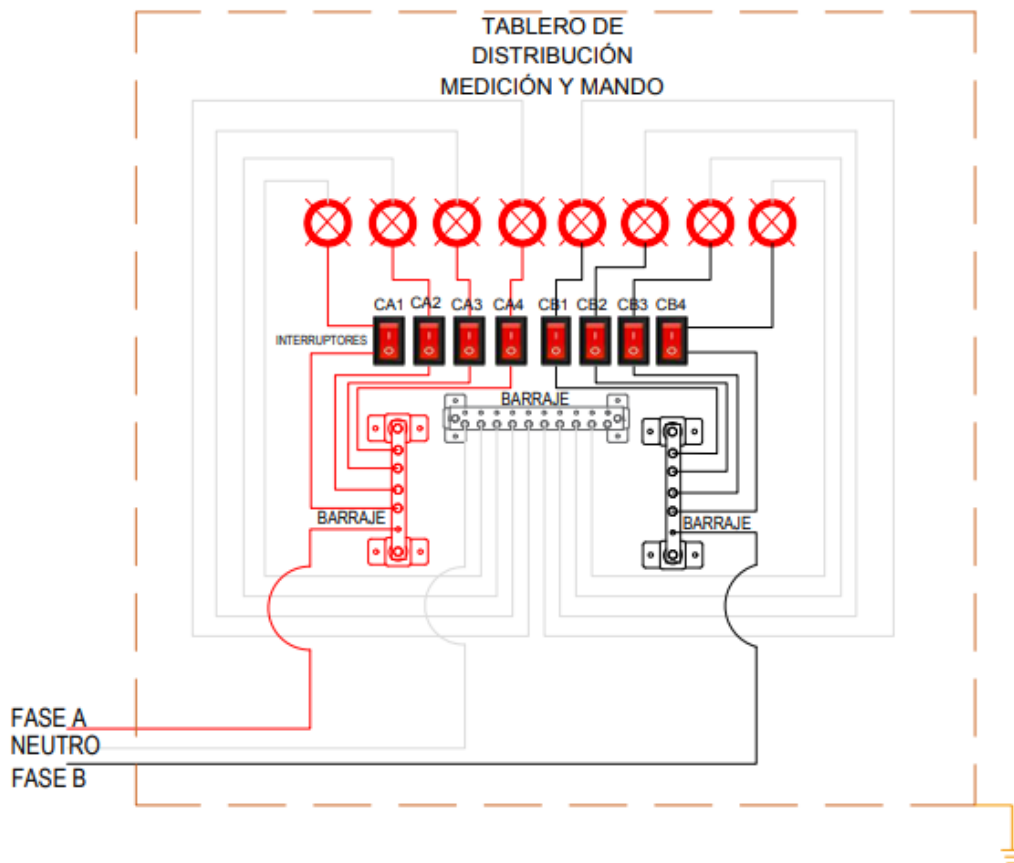 TABLERO DE
DISTRIBUCIÓN
MEDICIÓN Y MANDO
CA1 CA2 CA3 CA4 CB1 CB2 CB3 CB4
INTERRUPTORES
BARRAJE
BARRAJE
BARRAJE
FASE A
NEUTRO
FASE B